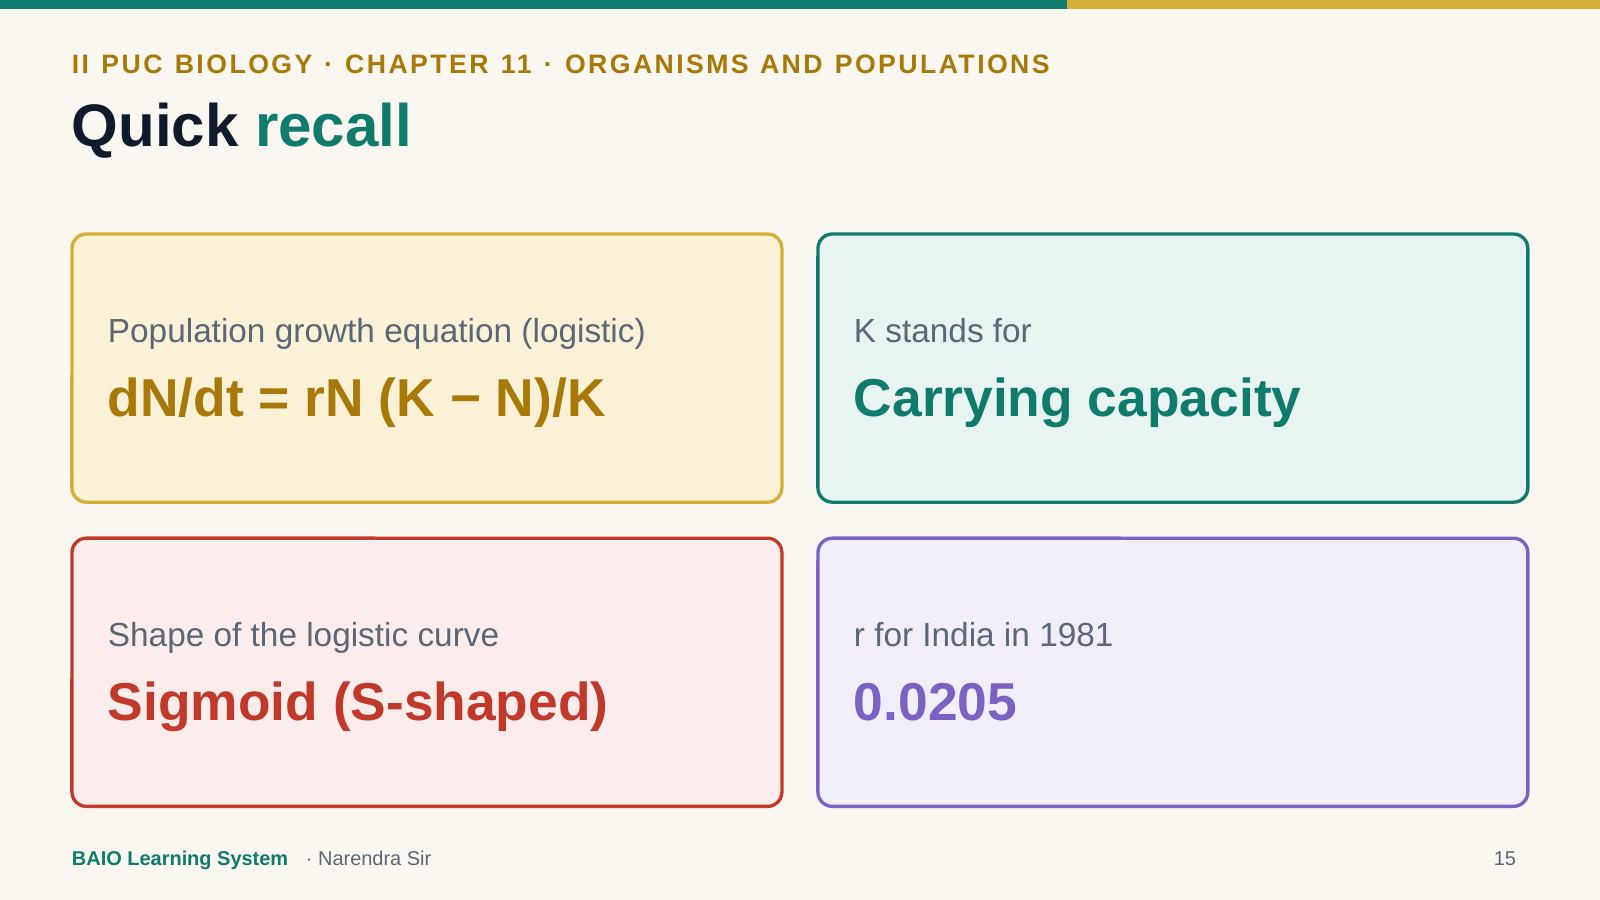 II PUC BIOLOGY · CHAPTER 11 · ORGANISMS AND POPULATIONS
Quick recall
Population growth equation (logistic)
dN/dt = rN (K − N)/K
K stands for
Carrying capacity
Shape of the logistic curve
Sigmoid (S-shaped)
r for India in 1981
0.0205
BAIO Learning System · Narendra Sir
15